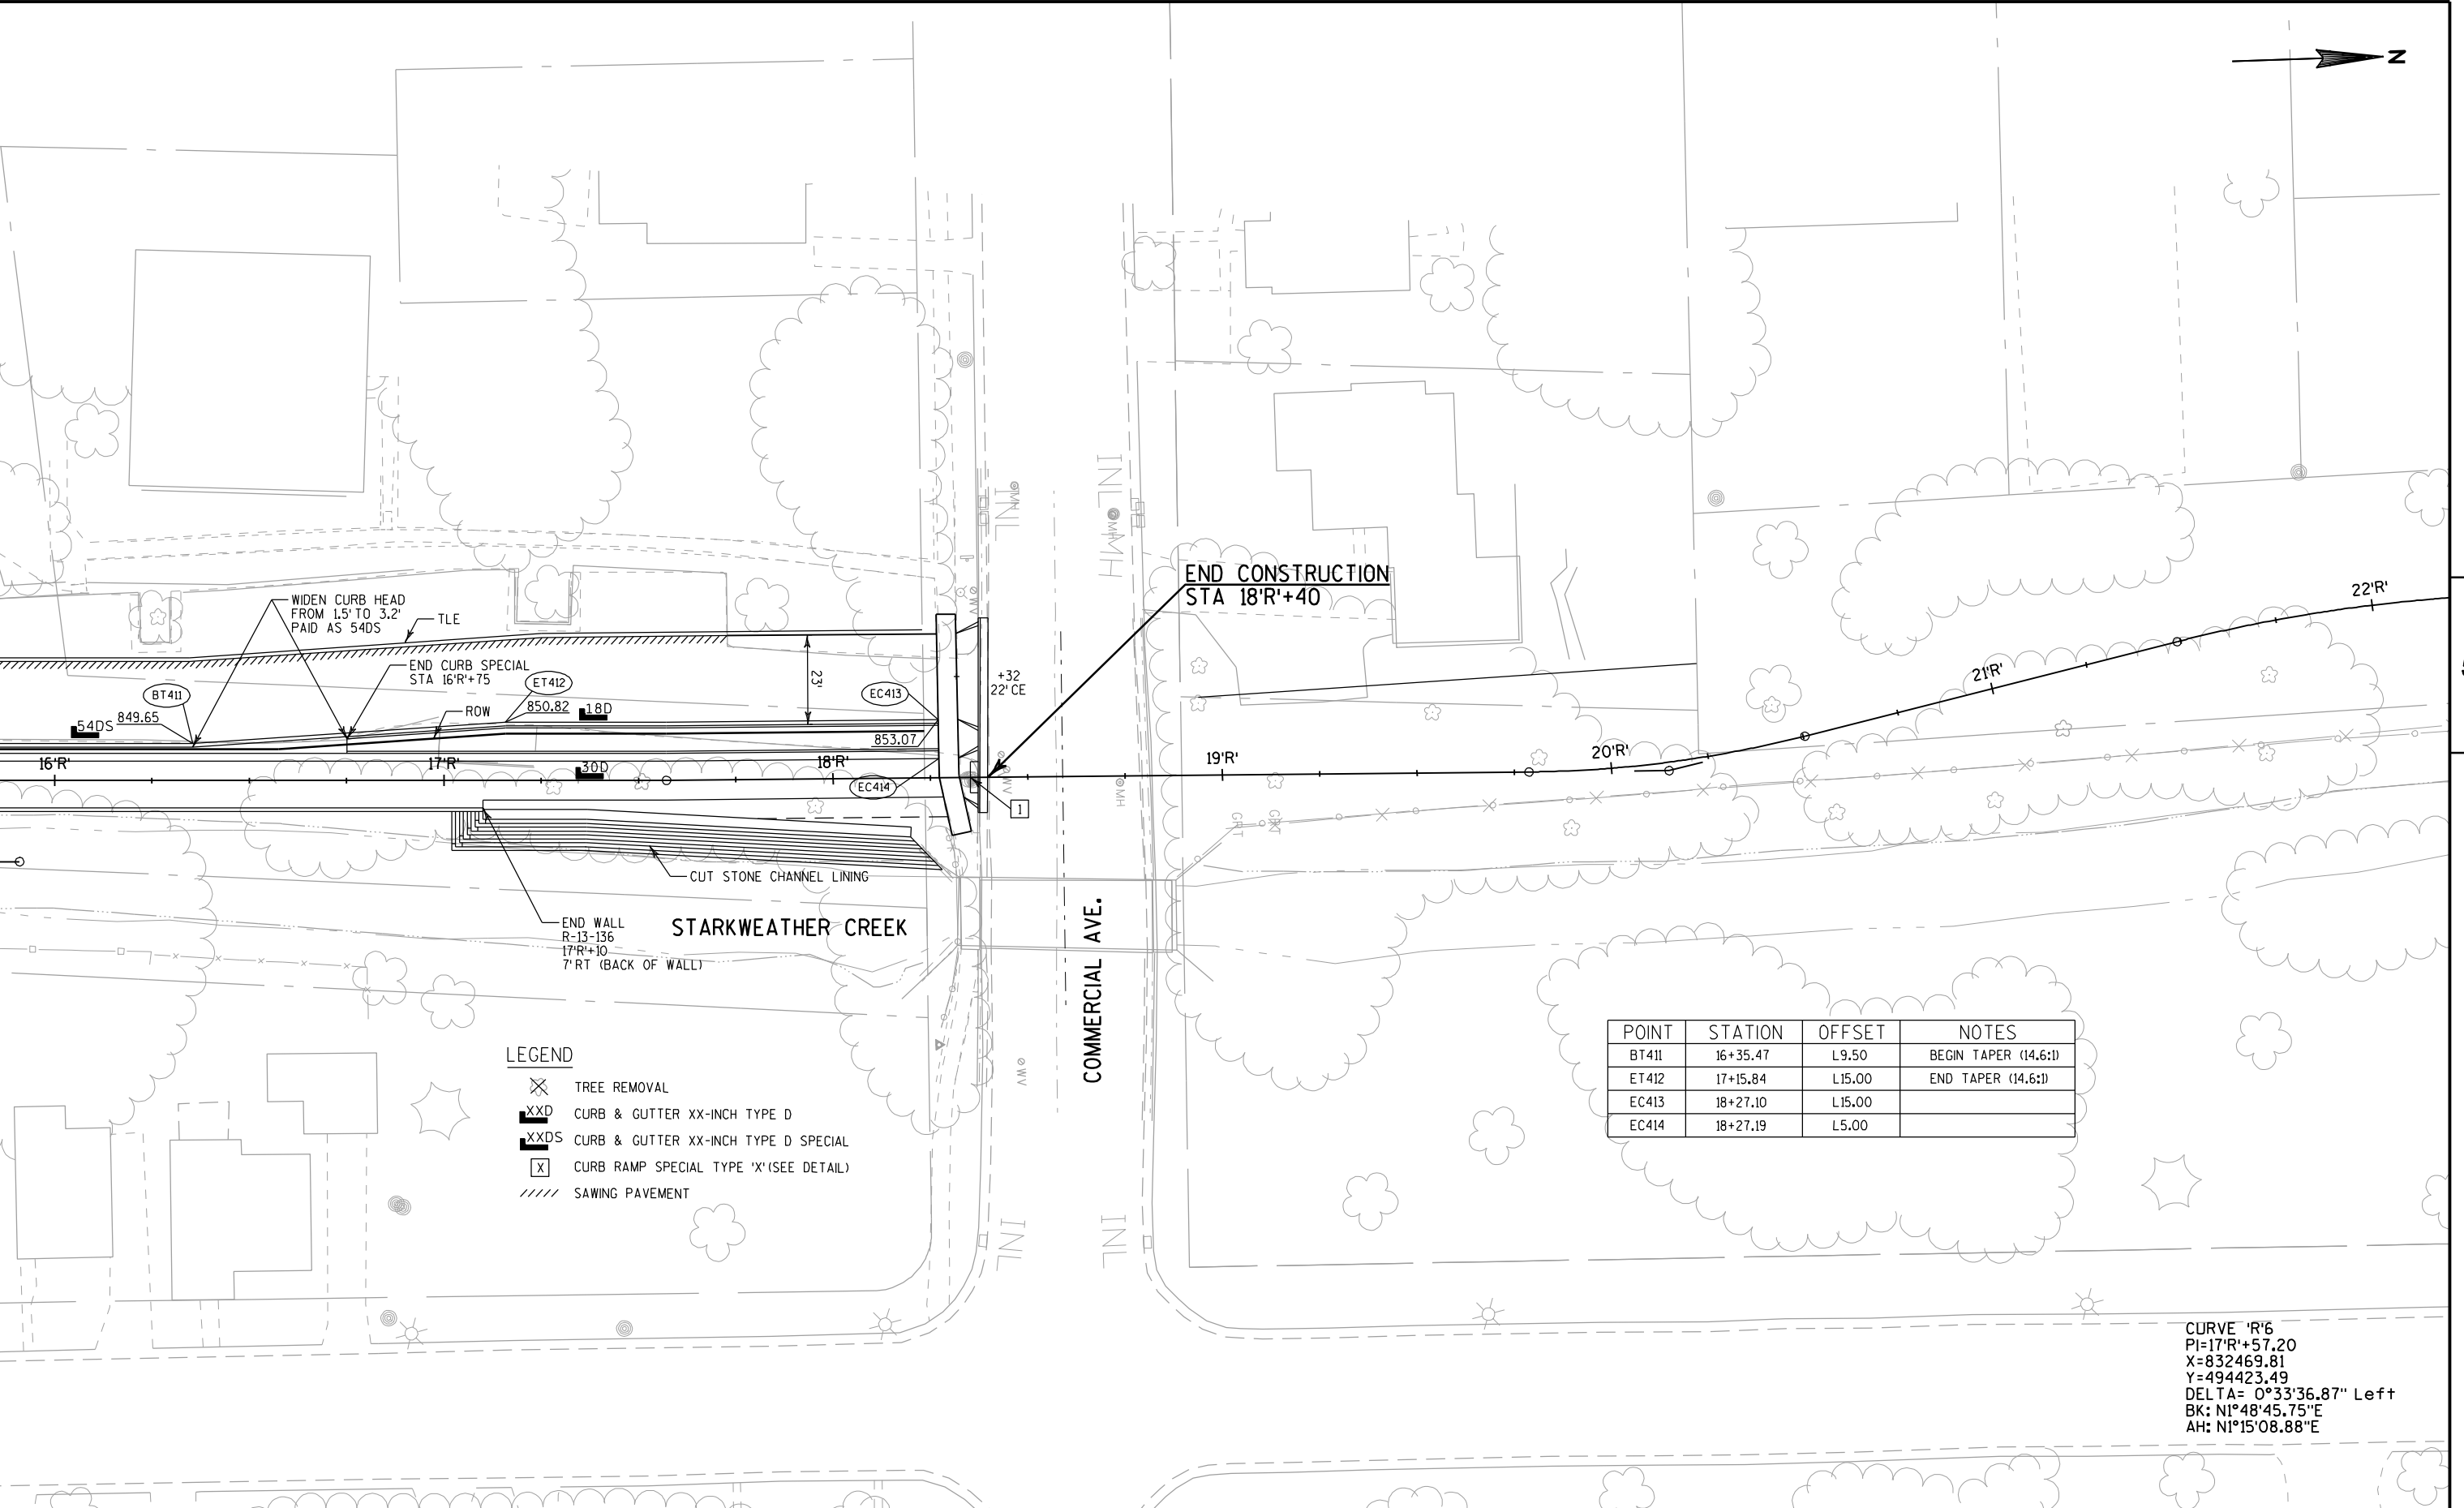 N
END CONSTRUCTION
STA 18'R'+40
WIDEN CURB HEAD
FROM 1.5' TO 3.2'
PAID AS 54DS
TLE
END CURB SPECIAL
STA 16'R'+75
ROW
BT411
849.65
54DS
ET412
850.82
18D
23'
EC413
853.07
EC414
30D
+32
22' CE
1
16'R'
17'R'
18'R'
19'R'
20'R'
21'R'
22'R'
INL
INL
MH
MH
MH
WV
WV
MH
WV
INL
INL
CUT STONE CHANNEL LINING
END WALL
R-13-136
17'R'+10
7' RT (BACK OF WALL)
STARKWEATHER CREEK
COMMERCIAL AVE.
LEGEND
TREE REMOVAL
XXD CURB & GUTTER XX-INCH TYPE D
XXDS CURB & GUTTER XX-INCH TYPE D SPECIAL
X CURB RAMP SPECIAL TYPE 'X' (SEE DETAIL)
SAWING PAVEMENT
POINT STATION OFFSET NOTES
BT411 16+35.47 L9.50 BEGIN TAPER (14.6:1)
ET412 17+15.84 L15.00 END TAPER (14.6:1)
EC413 18+27.10 L15.00
EC414 18+27.19 L5.00
CURVE 'R'6
PI=17'R'+57.20
X=832469.81
Y=494423.49
DELTA= 0°33'36.87" Left
BK: N1°48'45.75"E
AH: N1°15'08.88"E